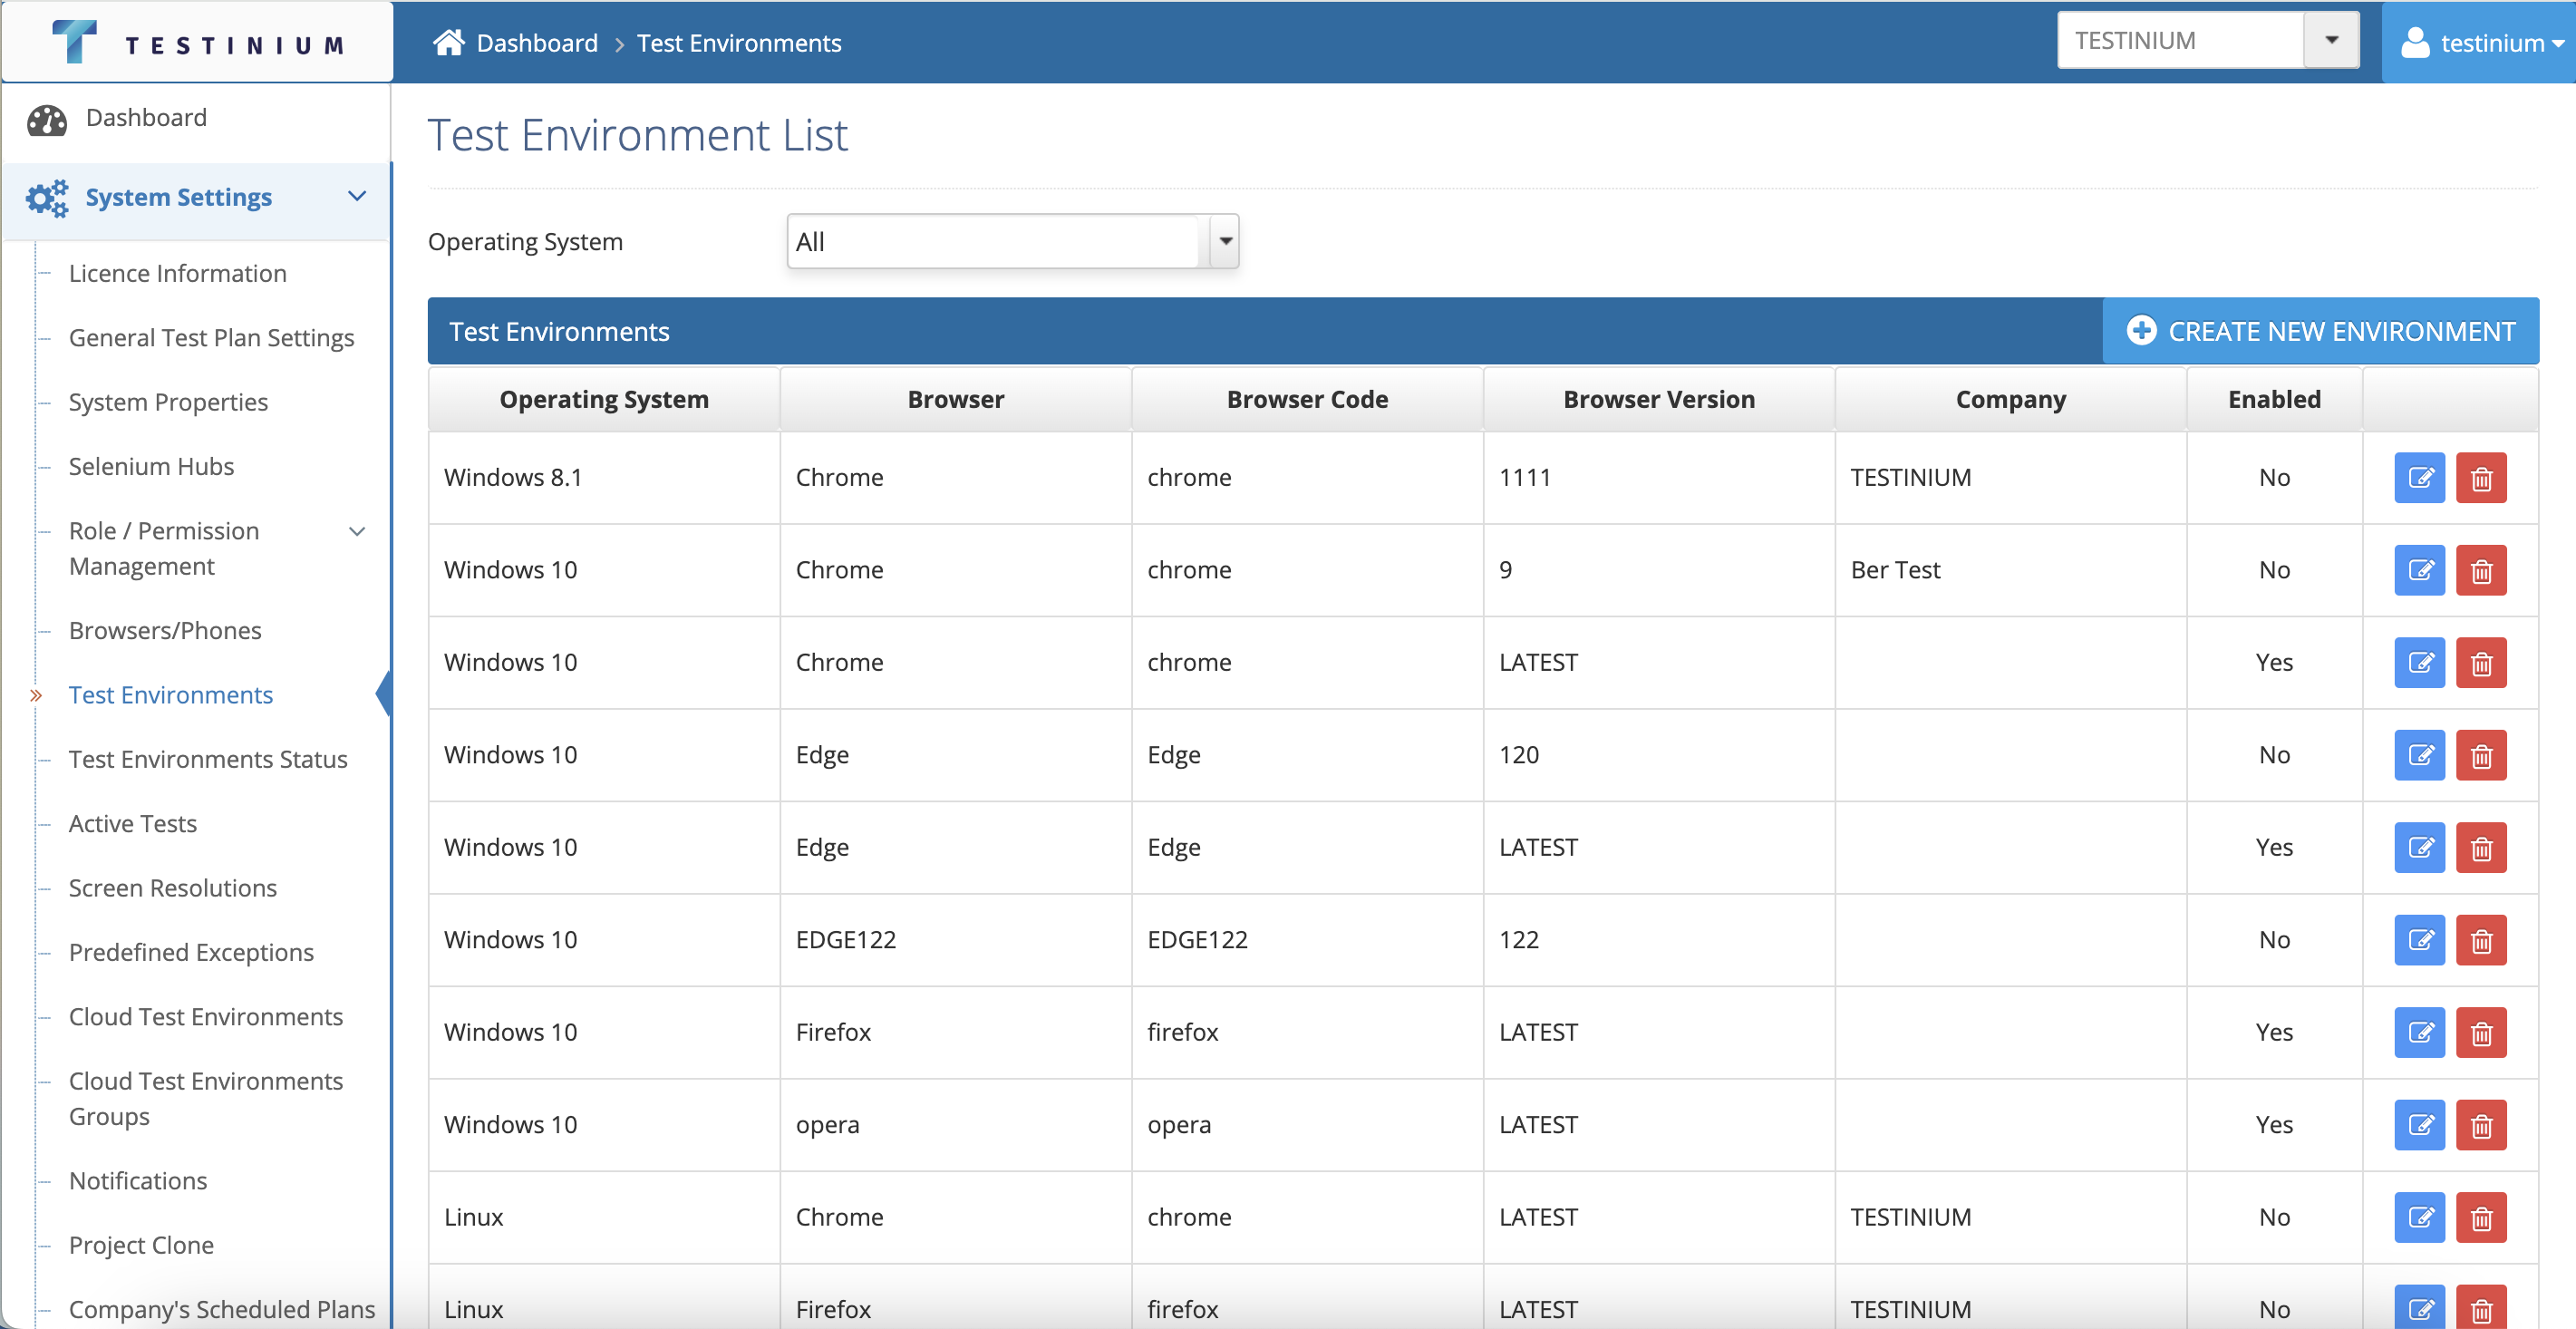 TESTINIUM
Dashboard > Test Environments
TESTINIUM
testinium
Dashboard
System Settings
Licence Information
General Test Plan Settings
System Properties
Selenium Hubs
Role / Permission
Management
Browsers/Phones
Test Environments
Test Environments Status
Active Tests
Screen Resolutions
Predefined Exceptions
Cloud Test Environments
Cloud Test Environments
Groups
Notifications
Project Clone
Company's Scheduled Plans
Test Environment List
Operating System All
Test Environments CREATE NEW ENVIRONMENT
Operating System Browser Browser Code Browser Version Company Enabled
Windows 8.1 Chrome chrome 1111 TESTINIUM No
Windows 10 Chrome chrome 9 Ber Test No
Windows 10 Chrome chrome LATEST Yes
Windows 10 Edge Edge 120 No
Windows 10 Edge Edge LATEST Yes
Windows 10 EDGE122 EDGE122 122 No
Windows 10 Firefox firefox LATEST Yes
Windows 10 opera opera LATEST Yes
Linux Chrome chrome LATEST TESTINIUM No
Linux Firefox firefox LATEST TESTINIUM No